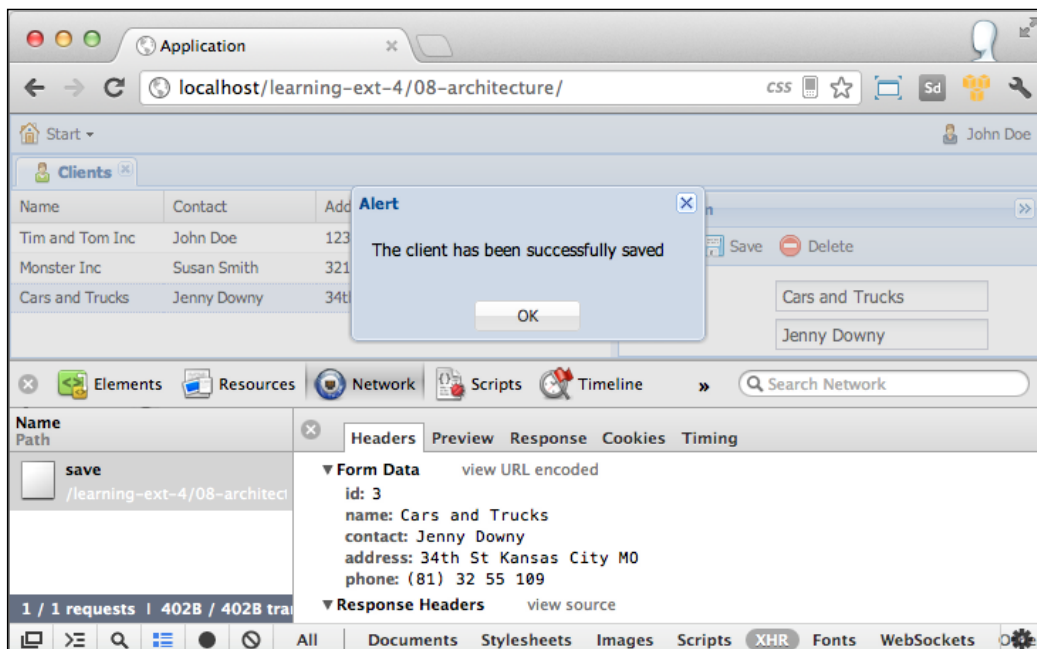 Application
localhost/learning-ext-4/08-architecture/
css
Sd
Start
John Doe
Clients
Name Contact Add
Tim and Tom Inc John Doe 123
Monster Inc Susan Smith 321
Cars and Trucks Jenny Downy 34th
Alert
The client has been successfully saved
OK
Save Delete
Cars and Trucks
Jenny Downy
Elements Resources Network Scripts Timeline » Search Network
Name
Path
save
/learning-ext-4/08-architect
Headers Preview Response Cookies Timing
Form Data view URL encoded
id: 3
name: Cars and Trucks
contact: Jenny Downy
address: 34th St Kansas City MO
phone: (81) 32 55 109
Response Headers view source
1 / 1 requests | 402B / 402B tra
All Documents Stylesheets Images Scripts XHR Fonts WebSockets